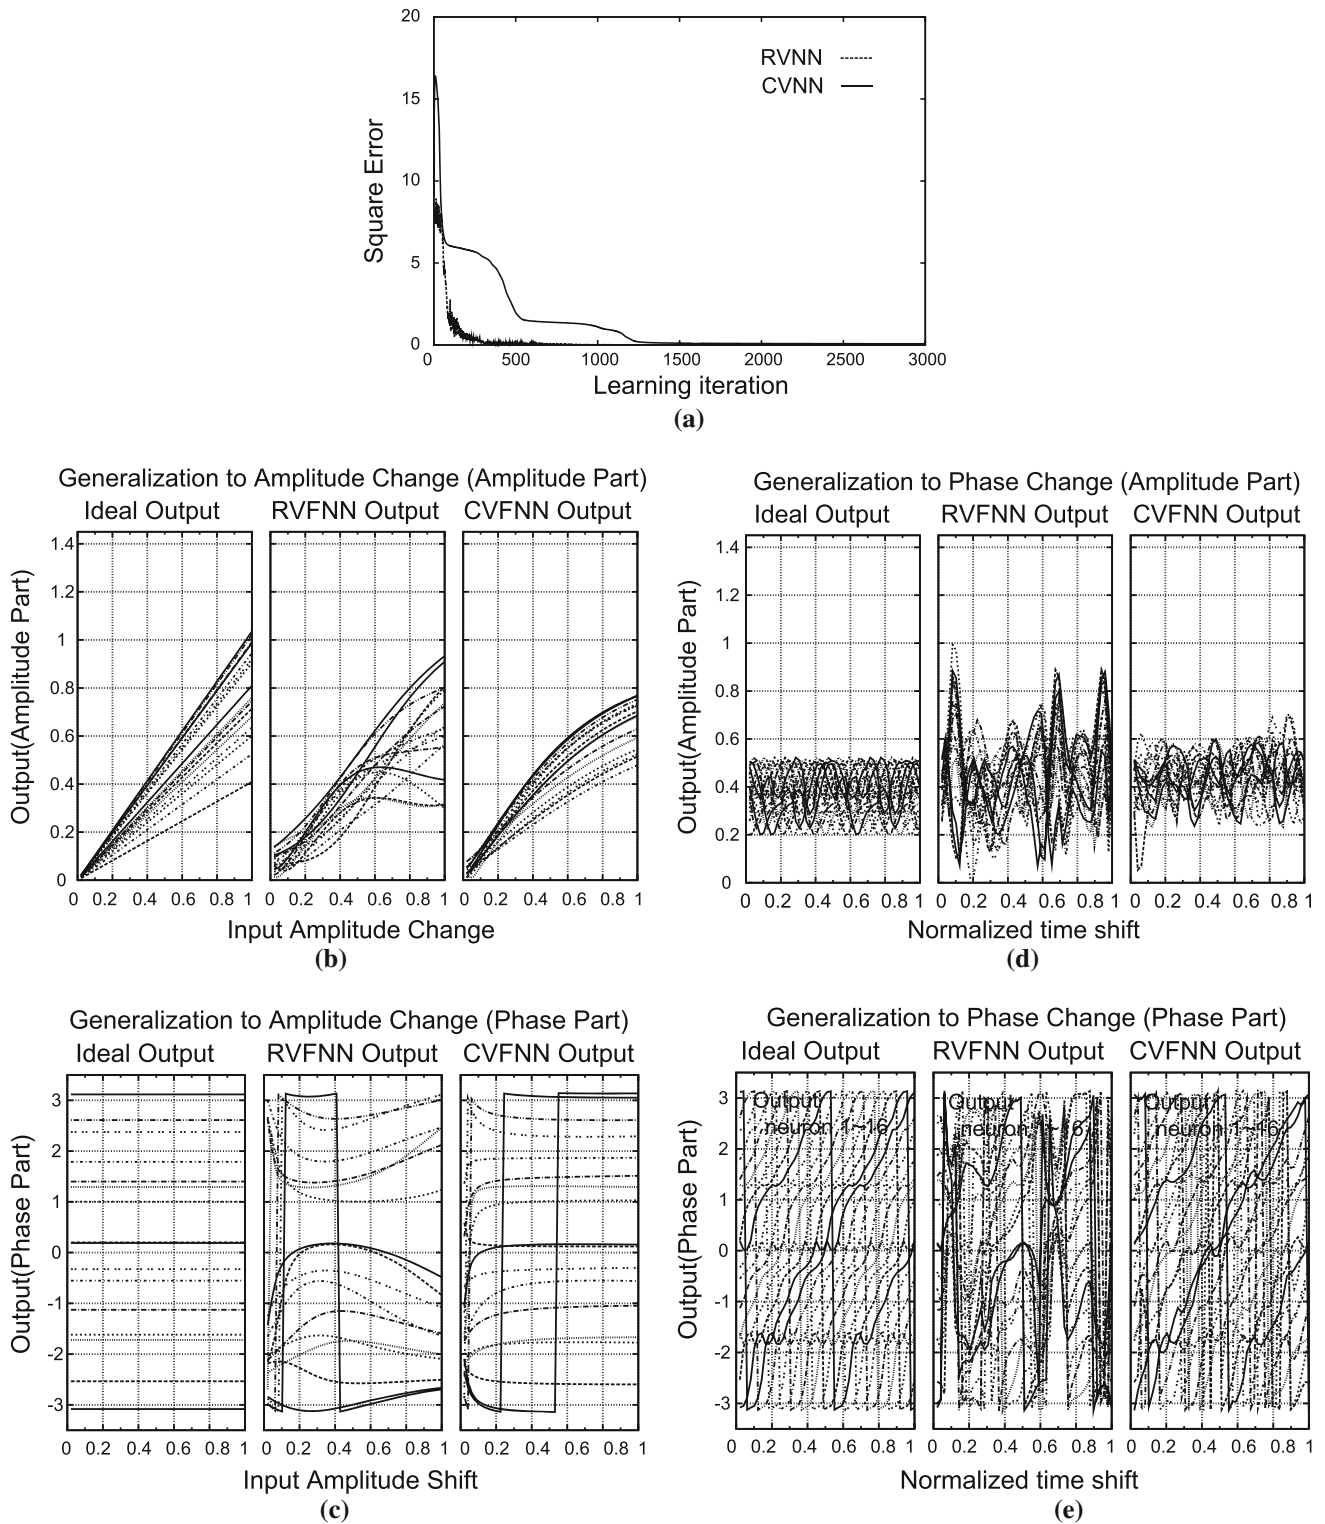 20
15
10
5
0
Square Error
RVNN
CVNN
0 500 1000 1500 2000 2500 3000
Learning iteration
(a)
Generalization to Amplitude Change (Amplitude Part)
Ideal Output RVFNN Output CVFNN Output
Output(Amplitude Part)
1.4
1.2
1
0.8
0.6
0.4
0.2
0
0 0.2 0.4 0.6 0.8 1 0 0.2 0.4 0.6 0.8 1 0 0.2 0.4 0.6 0.8 1
Input Amplitude Change
(b)
Generalization to Phase Change (Amplitude Part)
Ideal Output RVFNN Output CVFNN Output
Output(Amplitude Part)
1.4
1.2
1
0.8
0.6
0.4
0.2
0
0 0.2 0.4 0.6 0.8 1 0 0.2 0.4 0.6 0.8 1 0 0.2 0.4 0.6 0.8 1
Normalized time shift
(d)
Generalization to Amplitude Change (Phase Part)
Ideal Output RVFNN Output CVFNN Output
Output(Phase Part)
3
2
1
0
-1
-2
-3
0 0.2 0.4 0.6 0.8 1 0 0.2 0.4 0.6 0.8 1 0 0.2 0.4 0.6 0.8 1
Input Amplitude Shift
(c)
Generalization to Phase Change (Phase Part)
Ideal Output RVFNN Output CVFNN Output
Output(Phase Part)
3
2
1
0
-1
-2
-3
Output
neuron 1~16
Output
neuron 1~16
Output
neuron 1~16
0 0.2 0.4 0.6 0.8 1 0 0.2 0.4 0.6 0.8 1 0 0.2 0.4 0.6 0.8 1
Normalized time shift
(e)